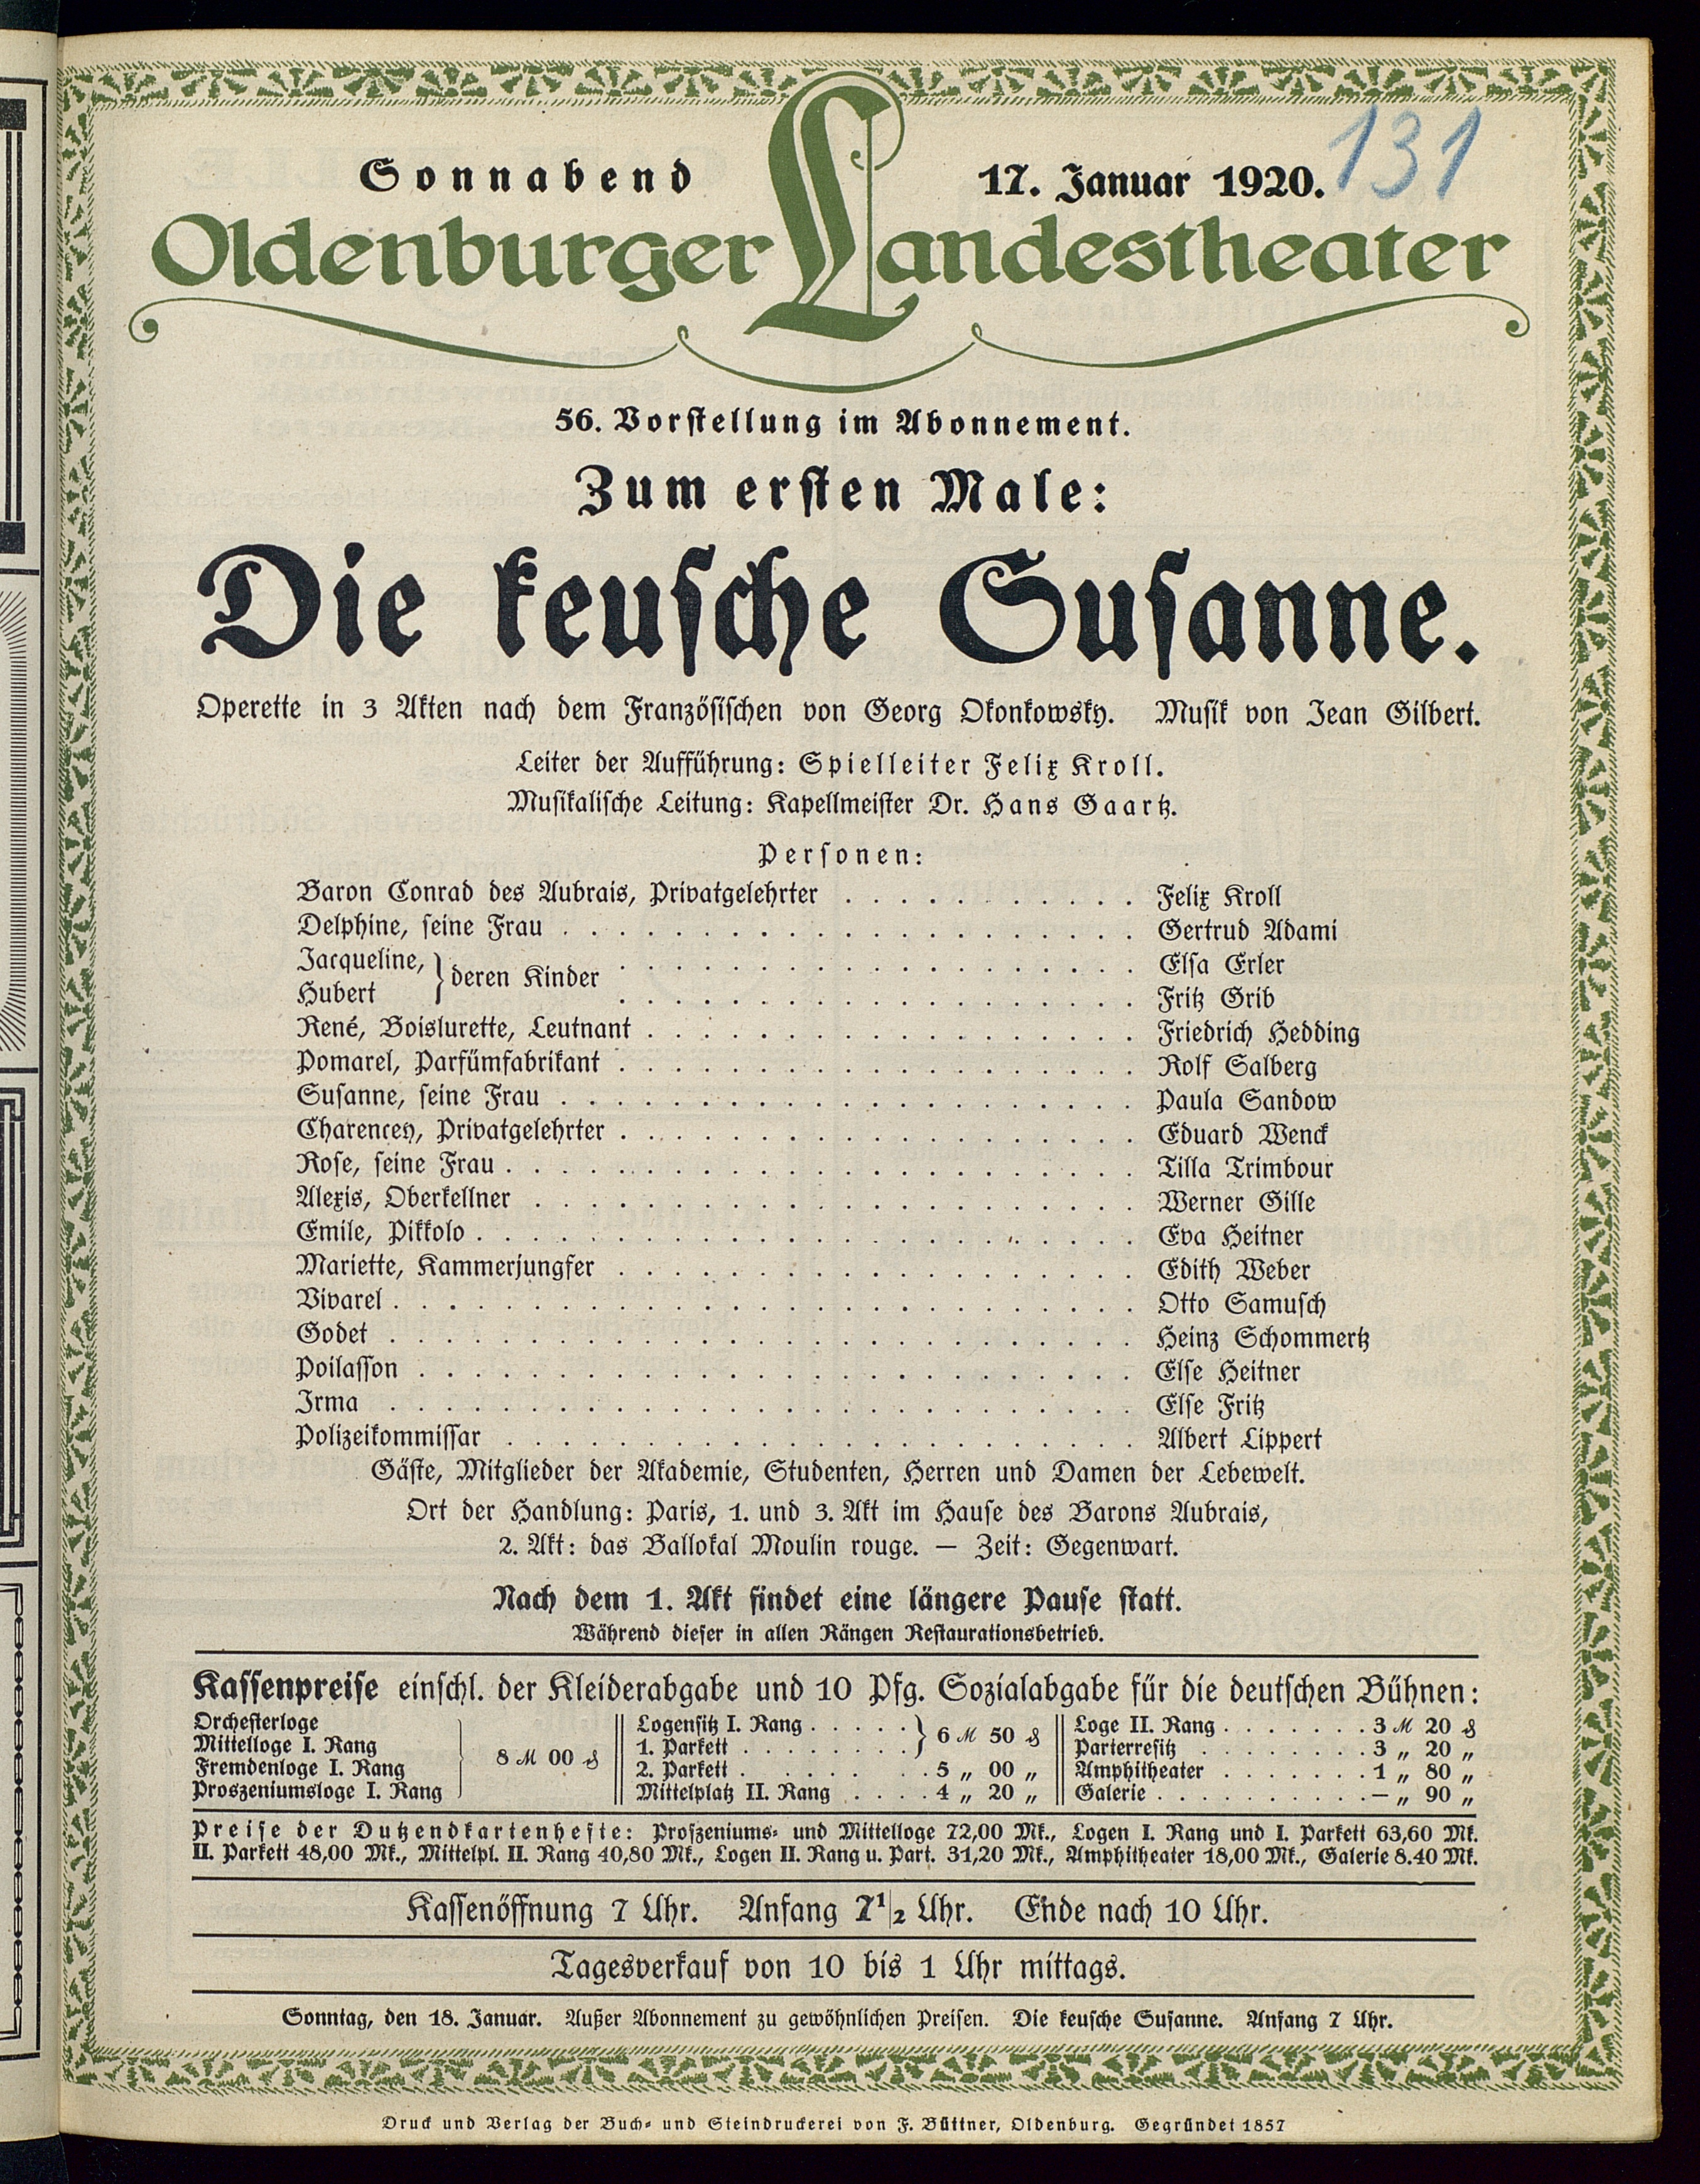 Sonnabend 17. Januar 1920. 131
Oldenburger Landestheater
56. Vorstellung im Abonnement.
Zum ersten Male:
Die keusche Susanne.
Operette in 3 Akten nach dem Französischen von Georg Okonkowsky. Musik von Jean Gilbert.
Leiter der Aufführung: Spielleiter Felix Kroll.
Musikalische Leitung: Kapellmeister Dr. Hans Gaartz.
Personen:
Baron Conrad des Aubrais, Privatgelehrter . . . . . . . . . . . Felix Kroll
Delphine, seine Frau . . . . . . . . . . . . . . . . . . . . . Gertrud Adami
Jacqueline, } deren Kinder . . . . . . . . . . . . . . . . . . . Elsa Erler
Hubert . . . . . . . . . . . . . . . . . . . Fritz Grib
René, Boislurette, Leutnant . . . . . . . . . . . . . . . . . . Friedrich Hedding
Pomarel, Parfümfabrikant . . . . . . . . . . . . . . . . . . . Rolf Salberg
Susanne, seine Frau . . . . . . . . . . . . . . . . . . . . . Paula Sandow
Charencey, Privatgelehrter . . . . . . . . . . . . . . . . . . . Eduard Wenck
Rose, seine Frau . . . . . . . . . . . . . . . . . . . . . . . Tilla Trimbour
Alexis, Oberkellner . . . . . . . . . . . . . . . . . . . . . . Werner Gille
Emile, Pikkolo . . . . . . . . . . . . . . . . . . . . . . . . Eva Heitner
Mariette, Kammerjungfer . . . . . . . . . . . . . . . . . . . Edith Weber
Vivarel . . . . . . . . . . . . . . . . . . . . . . . . . . . Otto Samusch
Godet . . . . . . . . . . . . . . . . . . . . . . . . . . . Heinz Schommertz
Poilasson . . . . . . . . . . . . . . . . . . . . . . . . . . Else Heitner
Irma . . . . . . . . . . . . . . . . . . . . . . . . . . . Else Fritz
Polizeikommissar . . . . . . . . . . . . . . . . . . . . . . . Albert Lippert
Gäste, Mitglieder der Akademie, Studenten, Herren und Damen der Lebewelt.
Ort der Handlung: Paris, 1. und 3. Akt im Hause des Barons Aubrais,
2. Akt: das Ballokal Moulin rouge. — Zeit: Gegenwart.
Nach dem 1. Akt findet eine längere Pause statt.
Während dieser in allen Rängen Restaurationsbetrieb.
Kassenpreise einschl. der Kleiderabgabe und 10 Pfg. Sozialabgabe für die deutschen Bühnen:
Orchesterloge
Mittelloge I. Rang
Fremdenloge I. Rang
Proszeniumsloge I. Rang
} 8 ℳ 00 ₰
Logensitz I. Rang . . . . .
1. Parkett . . . . . . . .
} 6 ℳ 50 ₰
2. Parkett . . . . . . . 5 „ 00 „
Mittelplatz II. Rang . . . . 4 „ 20 „
Loge II. Rang . . . . . . . 3 ℳ 20 ₰
Parterresitz . . . . . . . . 3 „ 20 „
Amphitheater . . . . . . . 1 „ 80 „
Galerie . . . . . . . . . . — „ 90 „
Preise der Dutzendkartenhefte: Proszeniums- und Mittelloge 72,00 Mk., Logen I. Rang und I. Parkett 63,60 Mk.
II. Parkett 48,00 Mk., Mittelpl. II. Rang 40,80 Mk., Logen II. Rang u. Part. 31,20 Mk., Amphitheater 18,00 Mk., Galerie 8.40 Mk.
Kassenöffnung 7 Uhr. Anfang 7 1/2 Uhr. Ende nach 10 Uhr.
Tagesverkauf von 10 bis 1 Uhr mittags.
Sonntag, den 18. Januar. Außer Abonnement zu gewöhnlichen Preisen. Die keusche Susanne. Anfang 7 Uhr.
Druck und Verlag der Buch- und Steindruckerei von F. Büttner, Oldenburg. Gegründet 1857